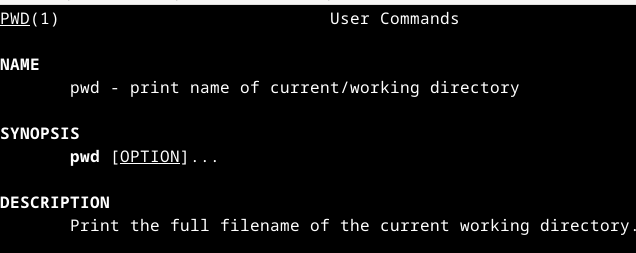 PWD(1) User Commands
NAME
pwd - print name of current/working directory
SYNOPSIS
pwd [OPTION]...
DESCRIPTION
Print the full filename of the current working directory.